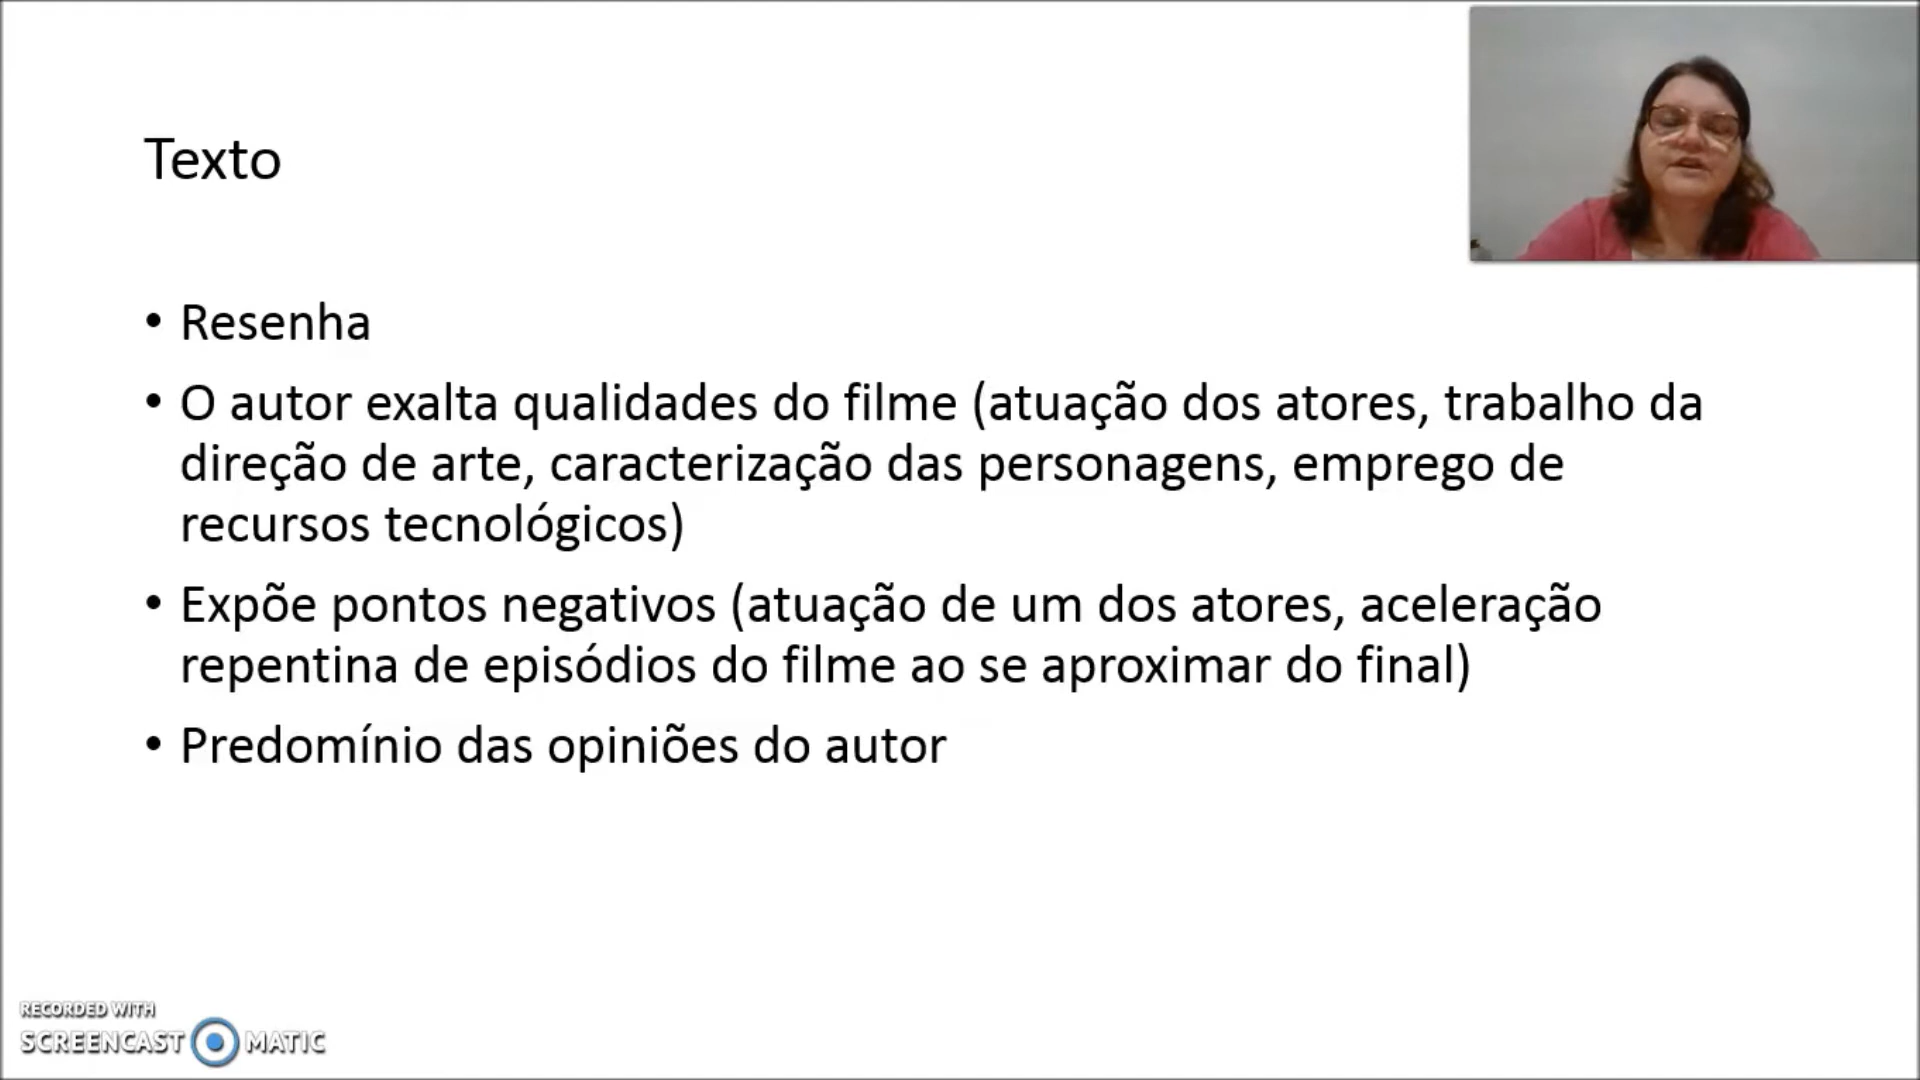 Texto
• Resenha
• O autor exalta qualidades do filme (atuação dos atores, trabalho da
direção de arte, caracterização das personagens, emprego de
recursos tecnológicos)
• Expõe pontos negativos (atuação de um dos atores, aceleração
repentina de episódios do filme ao se aproximar do final)
• Predomínio das opiniões do autor
RECORDED WITH
SCREENCAST MATIC